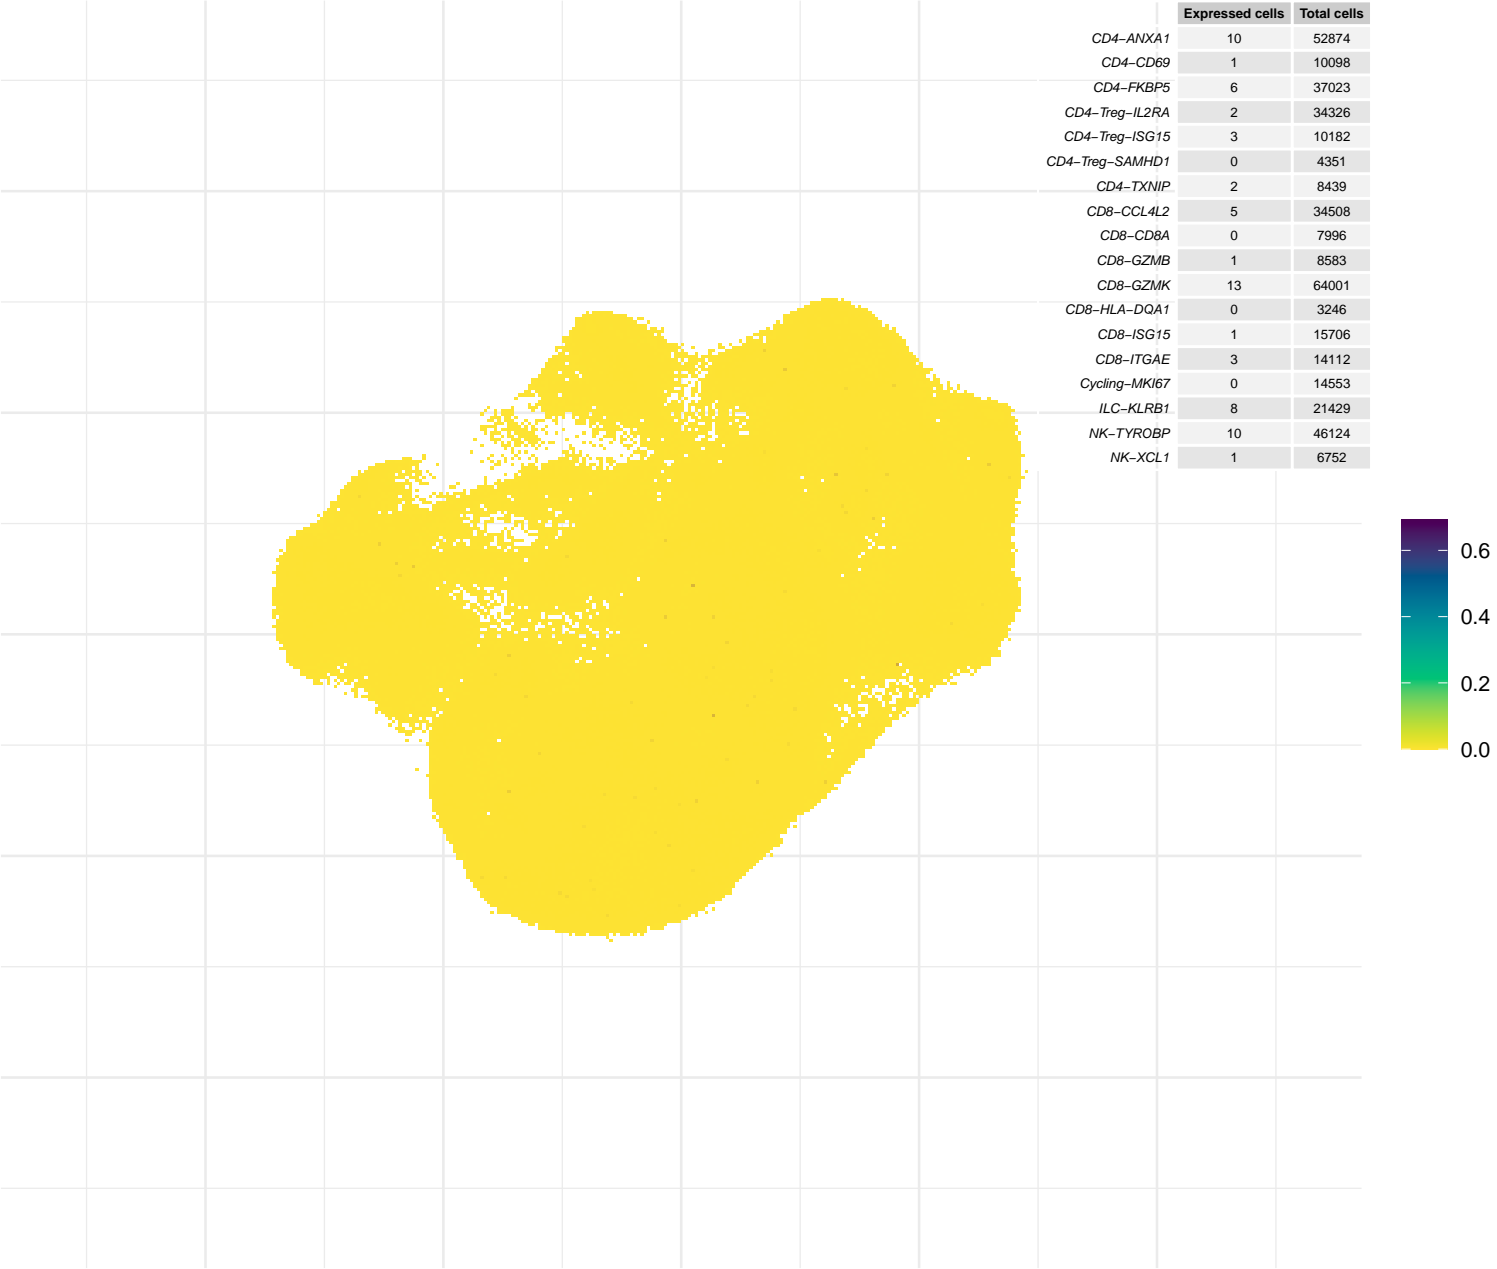 Expressed cells Total cells
CD4−ANXA1 10 52874
CD4−CD69 1 10098
CD4−FKBP5 6 37023
CD4−Treg−IL2RA 2 34326
CD4−Treg−ISG15 3 10182
CD4−Treg−SAMHD1 0 4351
CD4−TXNIP 2 8439
CD8−CCL4L2 5 34508
CD8−CD8A 0 7996
CD8−GZMB 1 8583
CD8−GZMK 13 64001
CD8−HLA−DQA1 0 3246
CD8−ISG15 1 15706
CD8−ITGAE 3 14112
Cycling−MKI67 0 14553
ILC−KLRB1 8 21429
NK−TYROBP 10 46124
NK−XCL1 1 6752
0.6
0.4
0.2
0.0